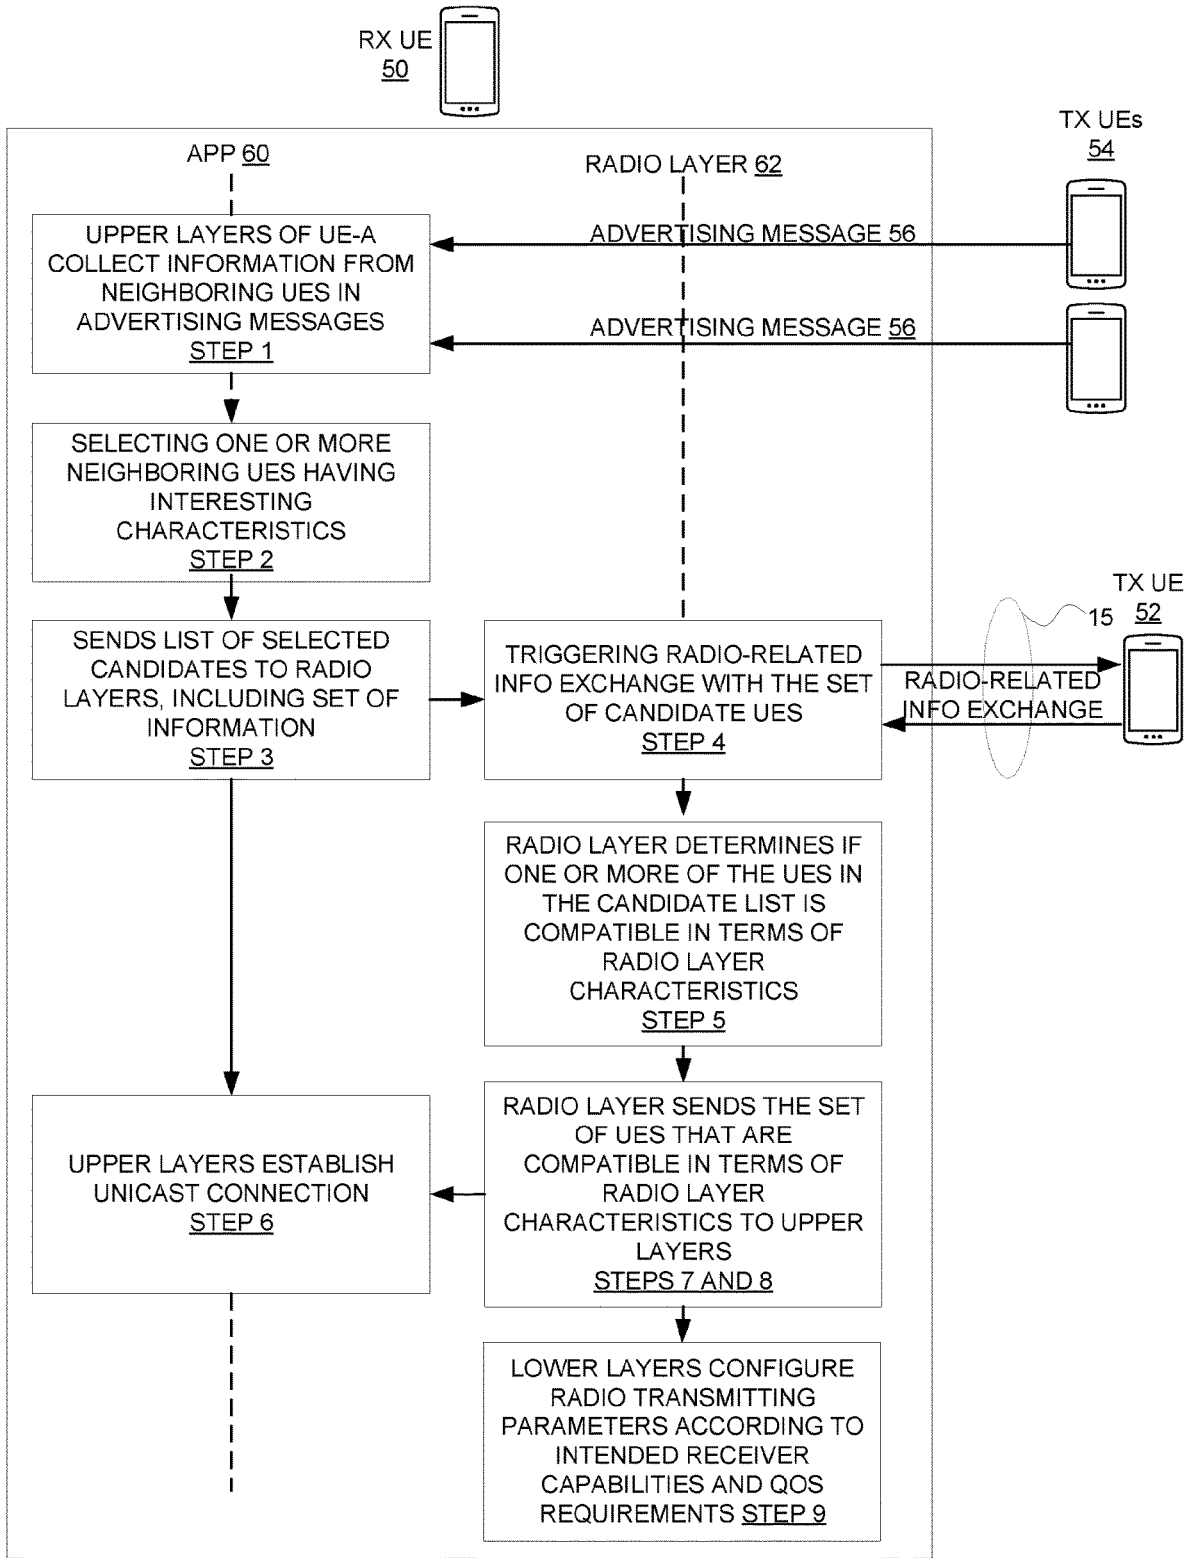 RX UE
50
TX UEs
54
APP 60
RADIO LAYER 62
UPPER LAYERS OF UE-A
COLLECT INFORMATION FROM
NEIGHBORING UES IN
ADVERTISING MESSAGES
STEP 1
ADVERTISING MESSAGE 56
ADVERTISING MESSAGE 56
SELECTING ONE OR MORE
NEIGHBORING UES HAVING
INTERESTING
CHARACTERISTICS
STEP 2
TX UE
52
15
SENDS LIST OF SELECTED
CANDIDATES TO RADIO
LAYERS, INCLUDING SET OF
INFORMATION
STEP 3
TRIGGERING RADIO-RELATED
INFO EXCHANGE WITH THE SET
OF CANDIDATE UES
STEP 4
RADIO-RELATED
INFO EXCHANGE
RADIO LAYER DETERMINES IF
ONE OR MORE OF THE UES IN
THE CANDIDATE LIST IS
COMPATIBLE IN TERMS OF
RADIO LAYER
CHARACTERISTICS
STEP 5
UPPER LAYERS ESTABLISH
UNICAST CONNECTION
STEP 6
RADIO LAYER SENDS THE SET
OF UES THAT ARE
COMPATIBLE IN TERMS OF
RADIO LAYER
CHARACTERISTICS TO UPPER
LAYERS
STEPS 7 AND 8
LOWER LAYERS CONFIGURE
RADIO TRANSMITTING
PARAMETERS ACCORDING TO
INTENDED RECEIVER
CAPABILITIES AND QOS
REQUIREMENTS STEP 9